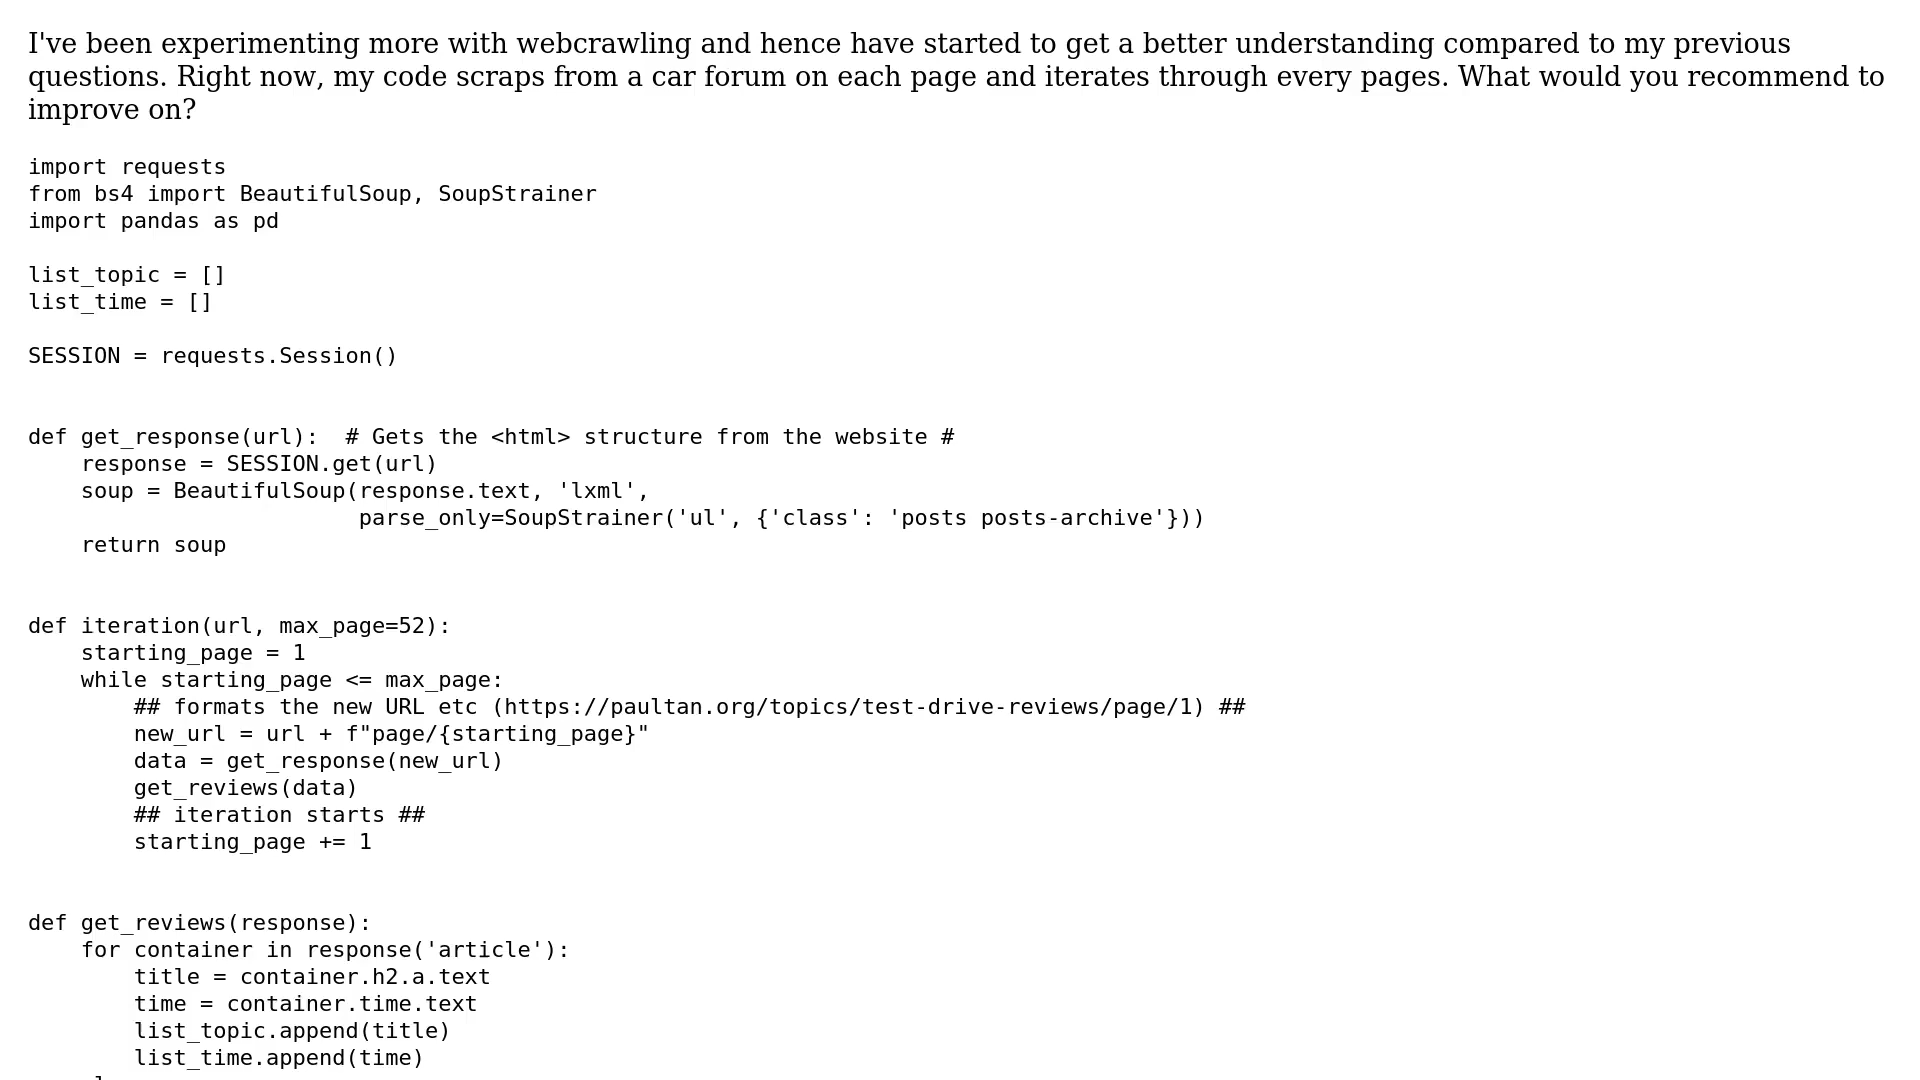 I've been experimenting more with webcrawling and hence have started to get a better understanding compared to my previous
questions. Right now, my code scraps from a car forum on each page and iterates through every pages. What would you recommend to
improve on?
import requests
from bs4 import BeautifulSoup, SoupStrainer
import pandas as pd
list_topic = []
list_time = []
SESSION = requests.Session()
def get_response(url):  # Gets the <html> structure from the website #
    response = SESSION.get(url)
    soup = BeautifulSoup(response.text, 'lxml',
                         parse_only=SoupStrainer('ul', {'class': 'posts posts-archive'}))
    return soup
def iteration(url, max_page=52):
    starting_page = 1
    while starting_page <= max_page:
        ## formats the new URL etc (https://paultan.org/topics/test-drive-reviews/page/1) ##
        new_url = url + f"page/{starting_page}"
        data = get_response(new_url)
        get_reviews(data)
        ## iteration starts ##
        starting_page += 1
def get_reviews(response):
    for container in response('article'):
        title = container.h2.a.text
        time = container.time.text
        list_topic.append(title)
        list_time.append(time)